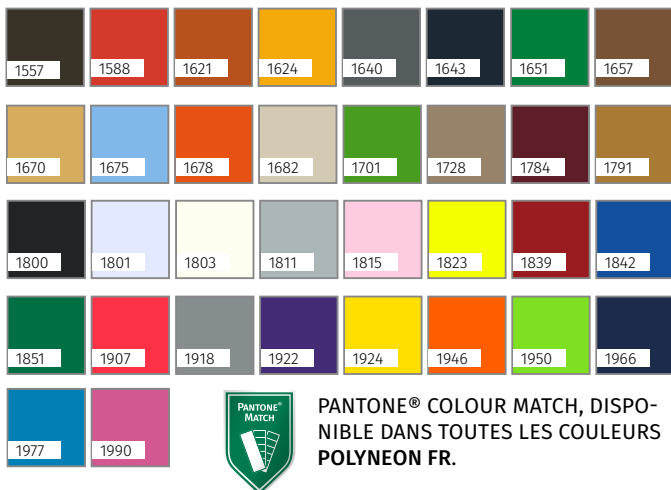 1557 1588 1621 1624 1640 1643 1651 1657
1670 1675 1678 1682 1701 1728 1784 1791
1800 1801 1803 1811 1815 1823 1839 1842
1851 1907 1918 1922 1924 1946 1950 1966
1977 1990
PANTONE®
MATCH
PANTONE® COLOUR MATCH, DISPO-
NIBLE DANS TOUTES LES COULEURS
POLYNEON FR.